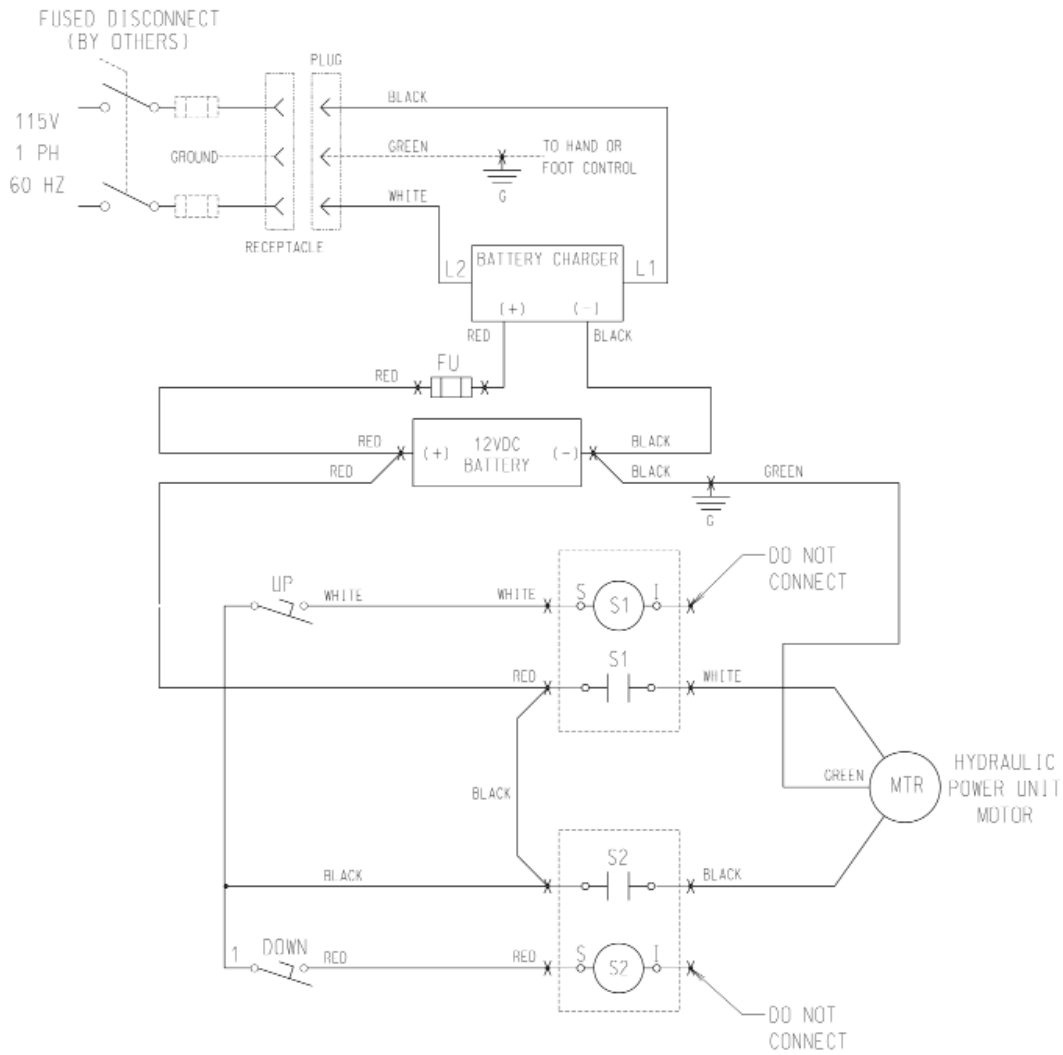 FUSED DISCONNECT
(BY OTHERS)
PLUG
BLACK
115V
1 PH
60 HZ
GROUND
GREEN
TO HAND OR
FOOT CONTROL
G
WHITE
RECEPTACLE
L2
BATTERY CHARGER
L1
(+)
(-)
RED
BLACK
FU
RED
RED
(+)
12VDC
BATTERY
(-)
BLACK
RED
BLACK
GREEN
G
DO NOT
CONNECT
UP
WHITE
WHITE
S
S1
I
S1
RED
WHITE
BLACK
GREEN
MTR
HYDRAULIC
POWER UNIT
MOTOR
S2
BLACK
BLACK
1
DOWN
RED
RED
S
S2
I
DO NOT
CONNECT